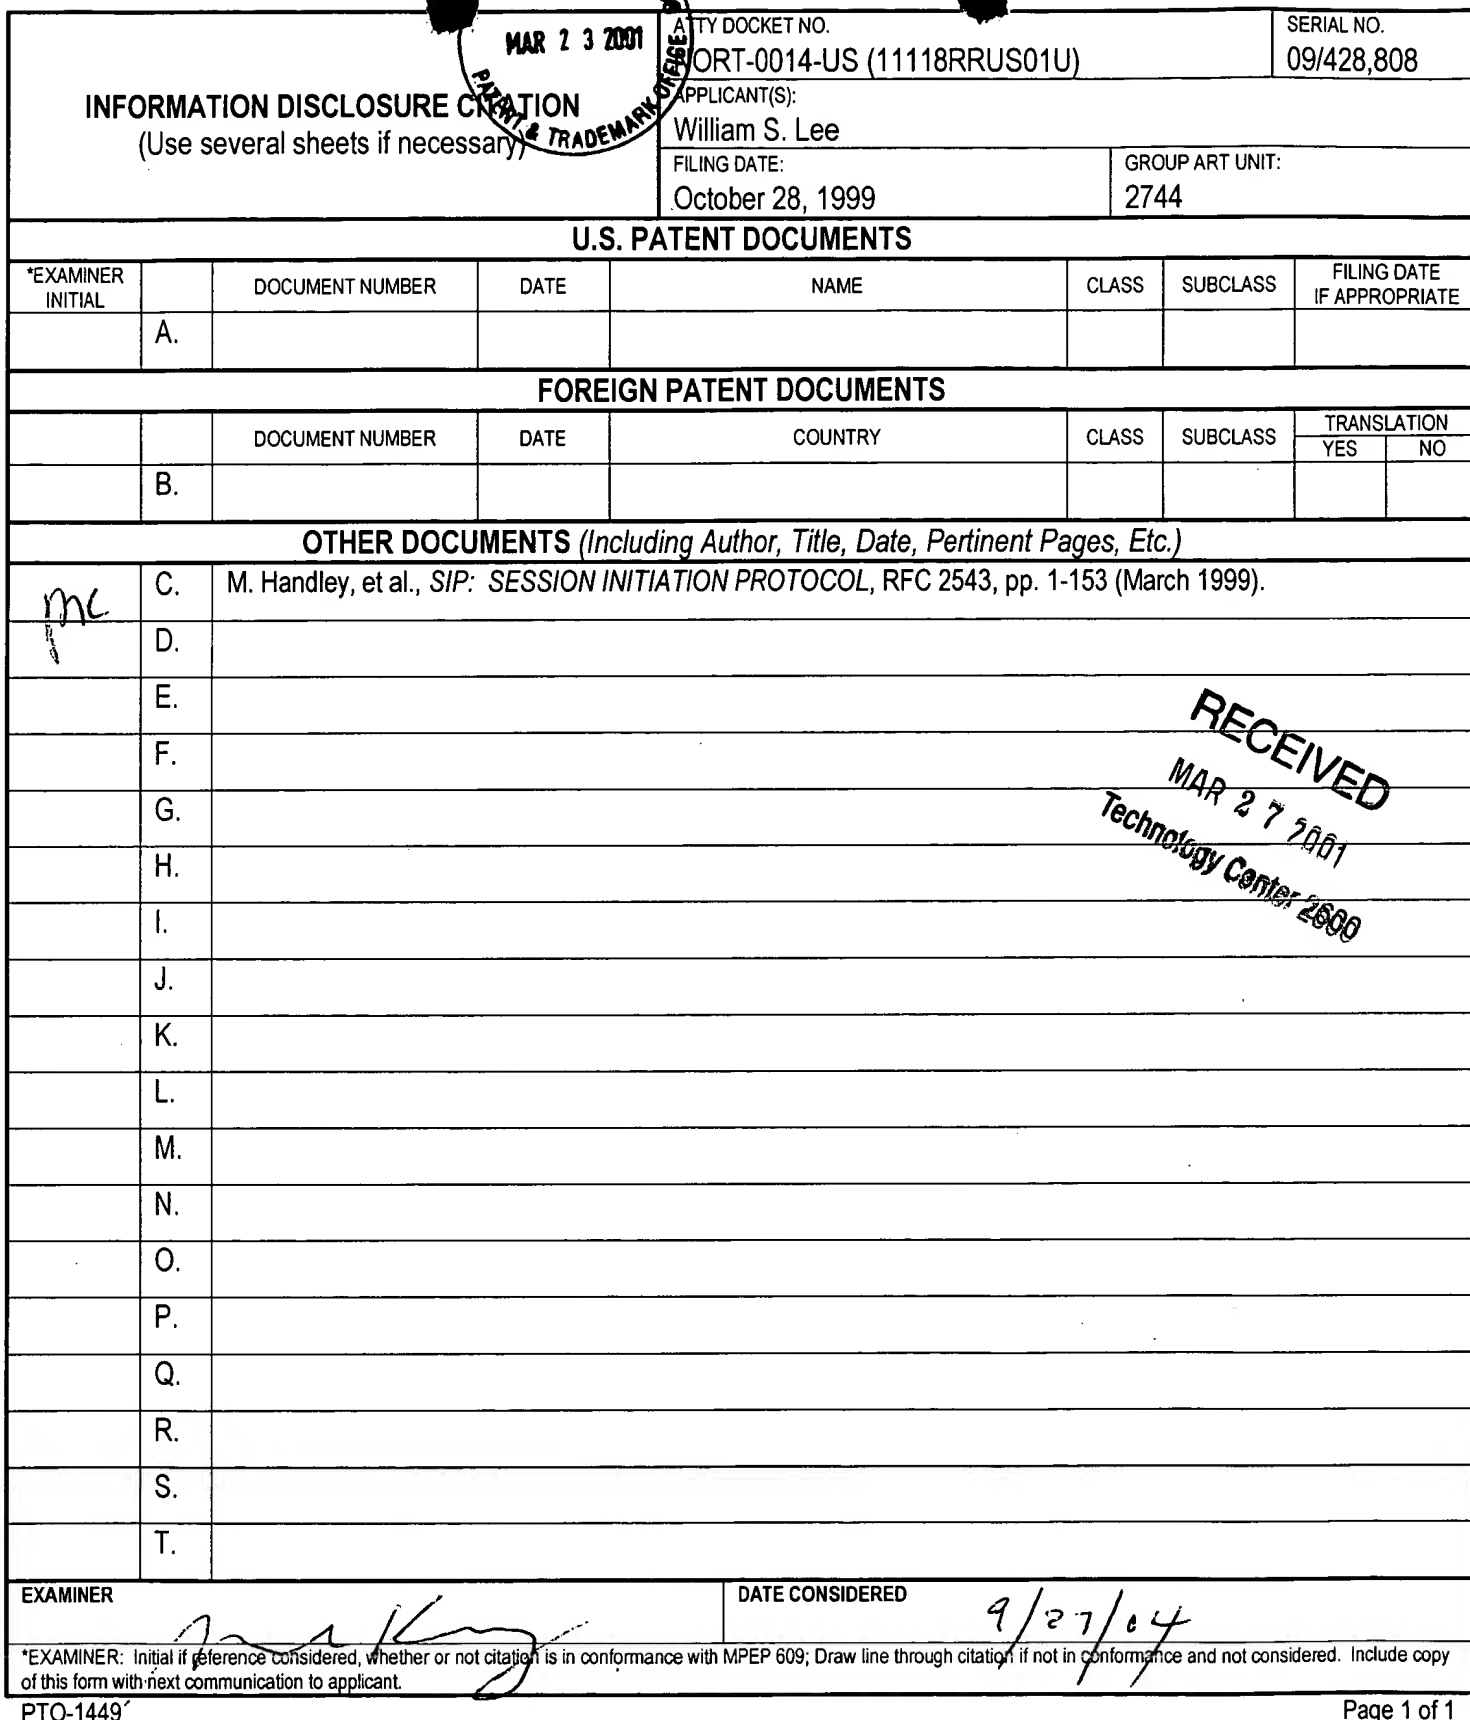 MAR 2 3 2001
PATENT & TRADEMARK OFFICE
INFORMATION DISCLOSURE CITATION
(Use several sheets if necessary)
ATTY DOCKET NO.
ORT-0014-US (11118RRUS01U)
SERIAL NO.
09/428,808
APPLICANT(S):
William S. Lee
FILING DATE:
October 28, 1999
GROUP ART UNIT:
2744
U.S. PATENT DOCUMENTS
*EXAMINER
INITIAL
DOCUMENT NUMBER DATE NAME CLASS SUBCLASS
FILING DATE
IF APPROPRIATE
A.
FOREIGN PATENT DOCUMENTS
DOCUMENT NUMBER DATE COUNTRY CLASS SUBCLASS
TRANSLATION
YES NO
B.
OTHER DOCUMENTS (Including Author, Title, Date, Pertinent Pages, Etc.)
C. M. Handley, et al., SIP: SESSION INITIATION PROTOCOL, RFC 2543, pp. 1-153 (March 1999).
D.
E.
F.
G.
H.
I.
J.
K.
L.
M.
N.
O.
P.
Q.
R.
S.
T.
RECEIVED
MAR 2 7 2001
Technology Center 2600
EXAMINER
DATE CONSIDERED
9/27/04
*EXAMINER: Initial if reference considered, whether or not citation is in conformance with MPEP 609; Draw line through citation if not in conformance and not considered. Include copy
of this form with next communication to applicant.
PTO-1449
Page 1 of 1